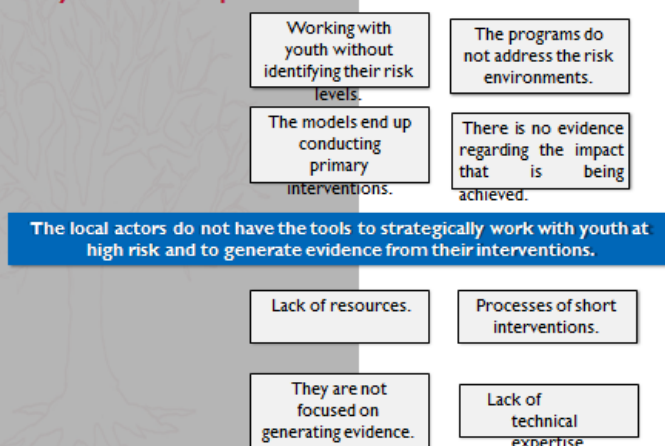 Working with
youth without
identifying their risk
levels.
The programs do
not address the risk
environments.
The models end up
conducting
primary
interventions.
There is no evidence
regarding the impact
that is being
achieved.
The local actors do not have the tools to strategically work with youth at
high risk and to generate evidence from their interventions.
Lack of resources.
Processes of short
interventions.
They are not
focused on
generating evidence.
Lack of
technical
expertise